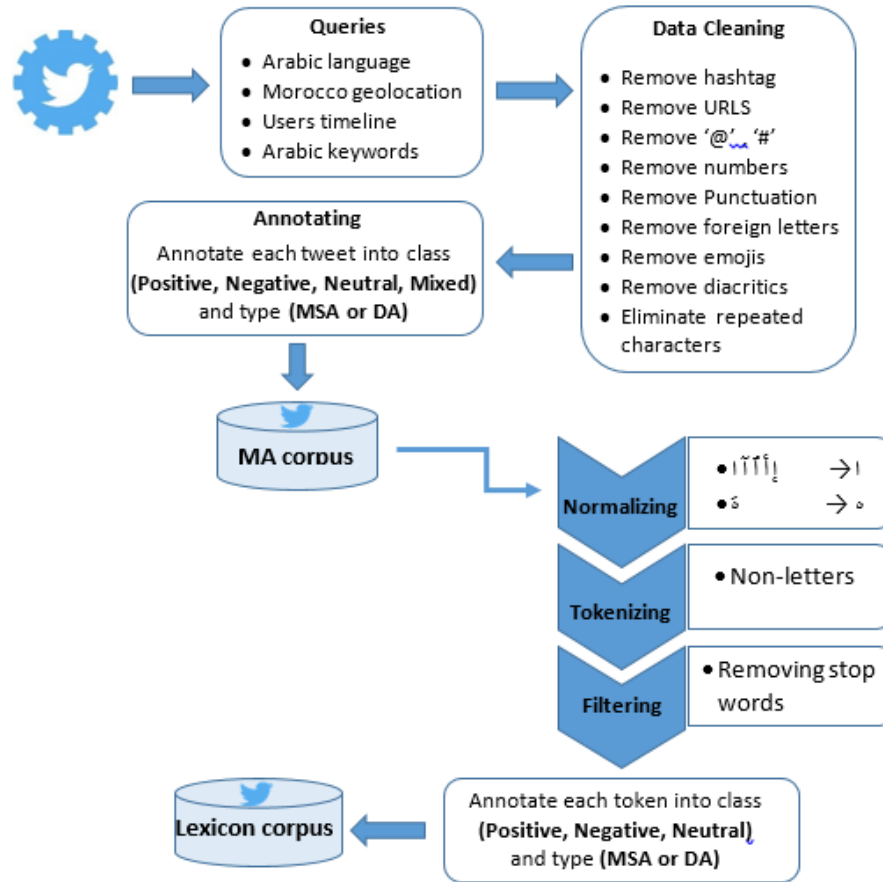 Queries
• Arabic language
• Morocco geolocation
• Users timeline
• Arabic keywords
Data Cleaning
• Remove hashtag
• Remove URLS
• Remove ‘@’, ‘#’
• Remove numbers
• Remove Punctuation
• Remove foreign letters
• Remove emojis
• Remove diacritics
• Eliminate repeated
characters
Annotating
Annotate each tweet into class
(Positive, Negative, Neutral, Mixed)
and type (MSA or DA)
MA corpus
Normalizing
• إأٱآا → ا
• ة → ه
Tokenizing
• Non-letters
Filtering
• Removing stop
words
Annotate each token into class
(Positive, Negative, Neutral)
and type (MSA or DA)
Lexicon corpus